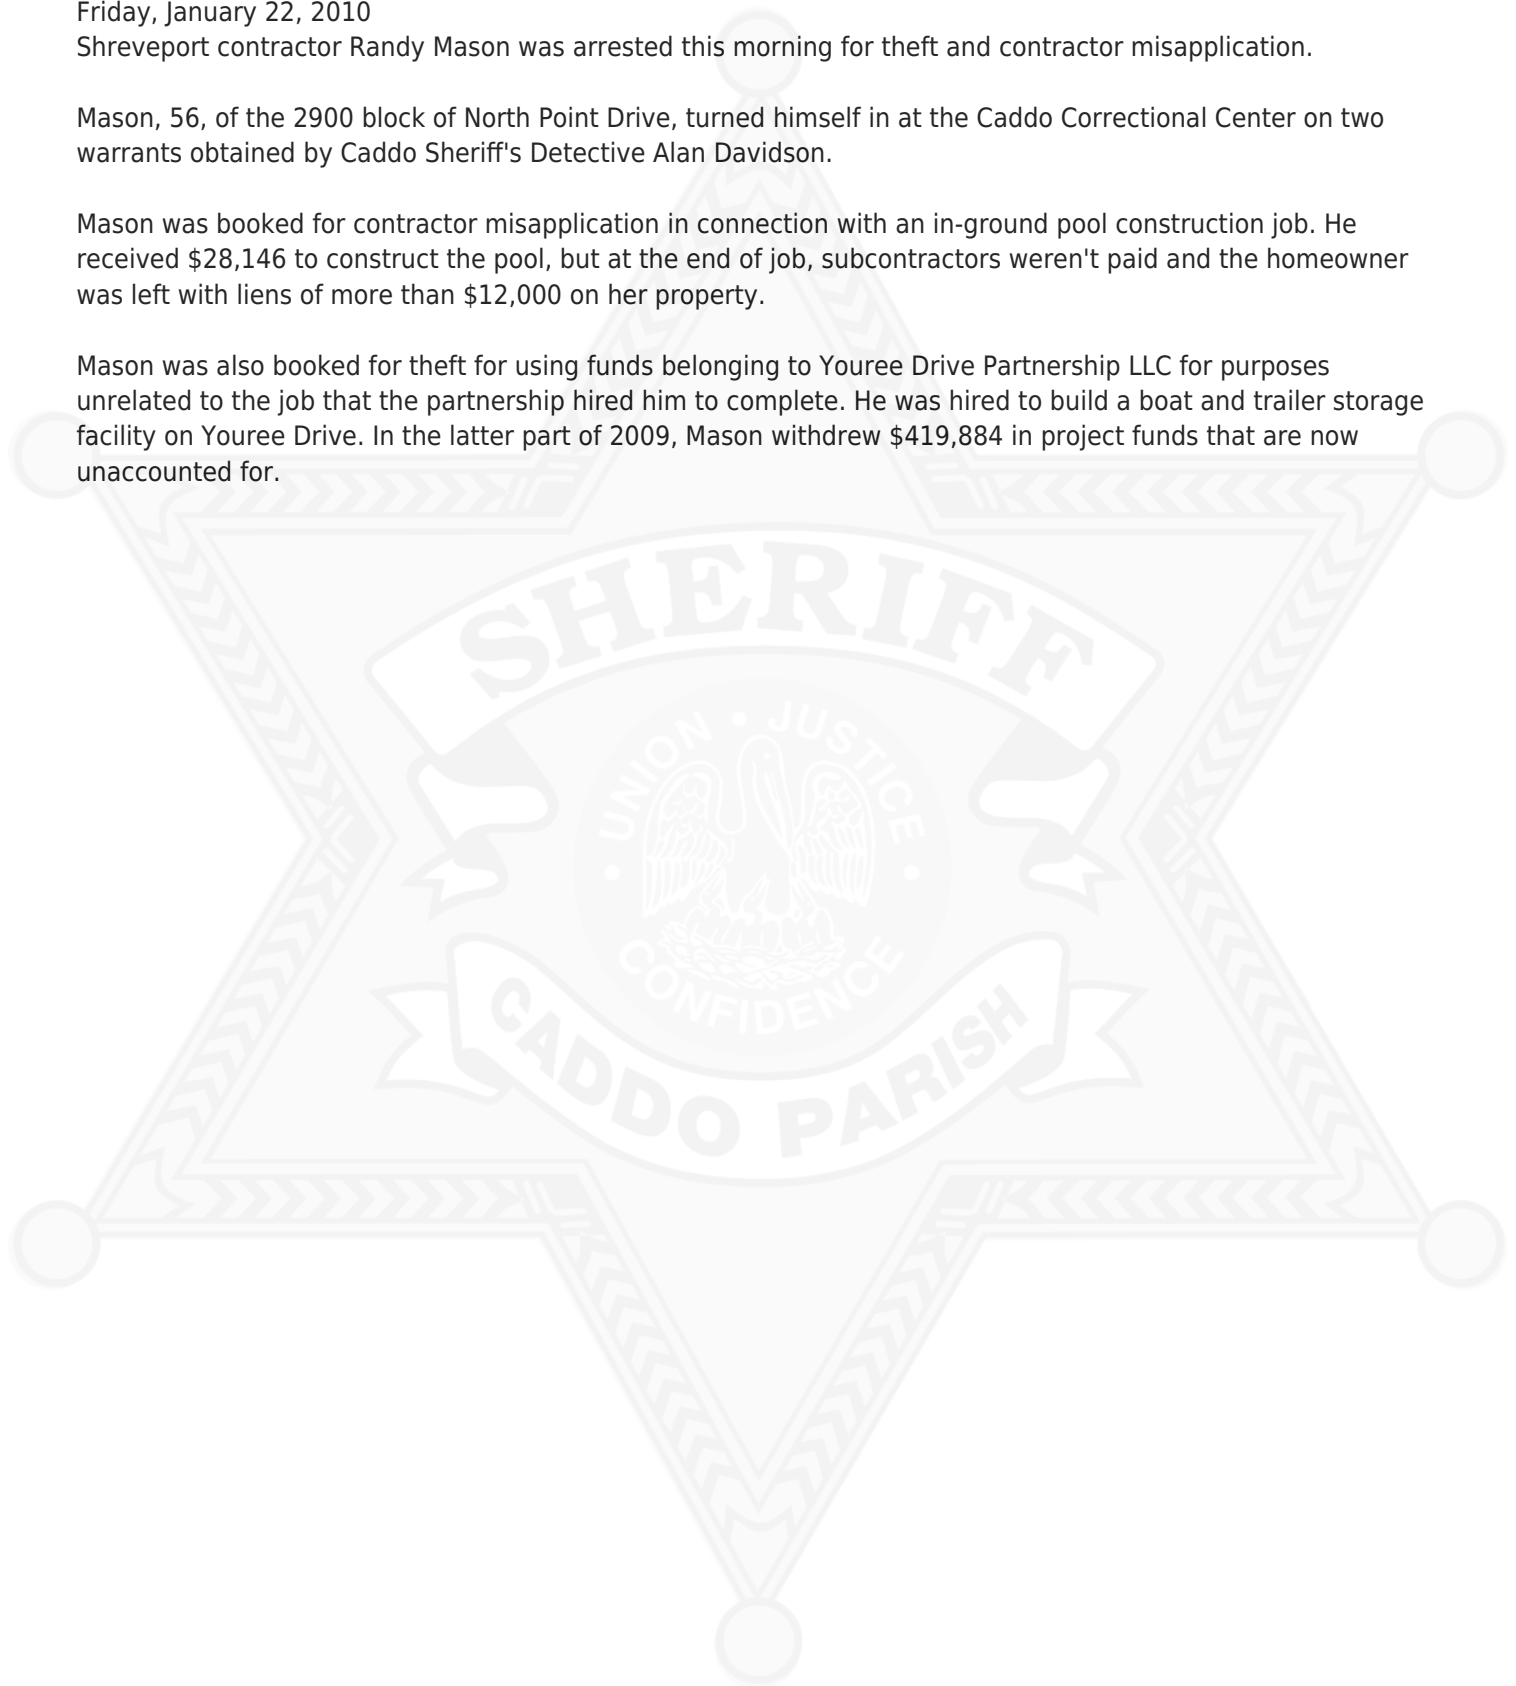 Friday, January 22, 2010
Shreveport contractor Randy Mason was arrested this morning for theft and contractor misapplication.
Mason, 56, of the 2900 block of North Point Drive, turned himself in at the Caddo Correctional Center on two
warrants obtained by Caddo Sheriff's Detective Alan Davidson.
Mason was booked for contractor misapplication in connection with an in-ground pool construction job. He
received $28,146 to construct the pool, but at the end of job, subcontractors weren't paid and the homeowner
was left with liens of more than $12,000 on her property.
Mason was also booked for theft for using funds belonging to Youree Drive Partnership LLC for purposes
unrelated to the job that the partnership hired him to complete. He was hired to build a boat and trailer storage
facility on Youree Drive. In the latter part of 2009, Mason withdrew $419,884 in project funds that are now
unaccounted for.
SHERIFF
UNION • JUSTICE
• CONFIDENCE •
CADDO PARISH